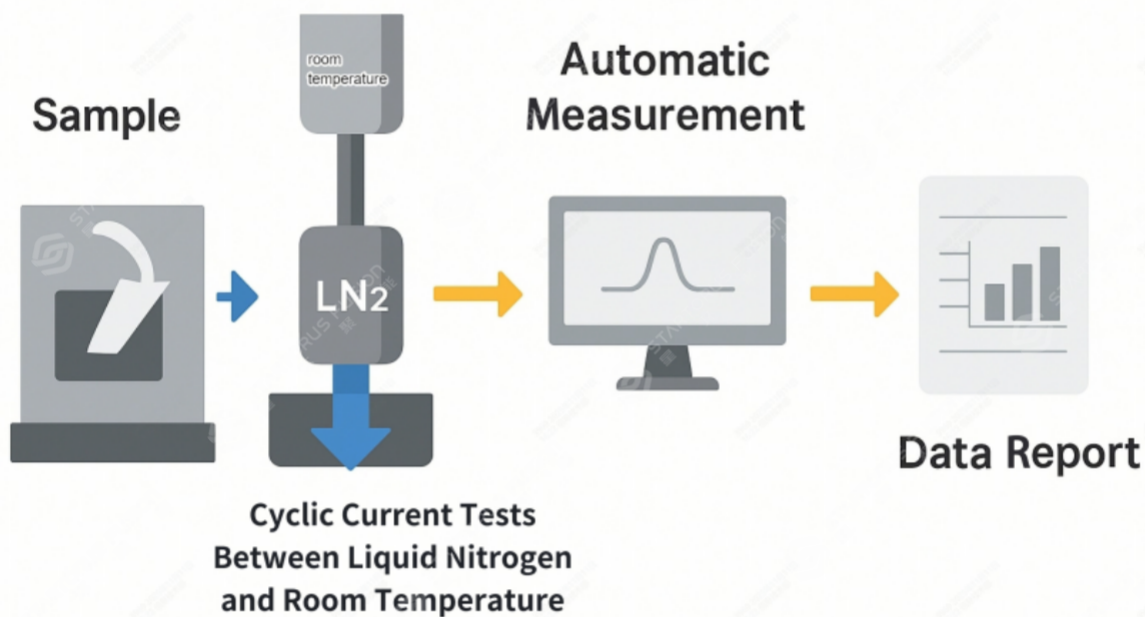 Sample
room
temperature
LN2
Cyclic Current Tests
Between Liquid Nitrogen
and Room Temperature
Automatic
Measurement
Data Report